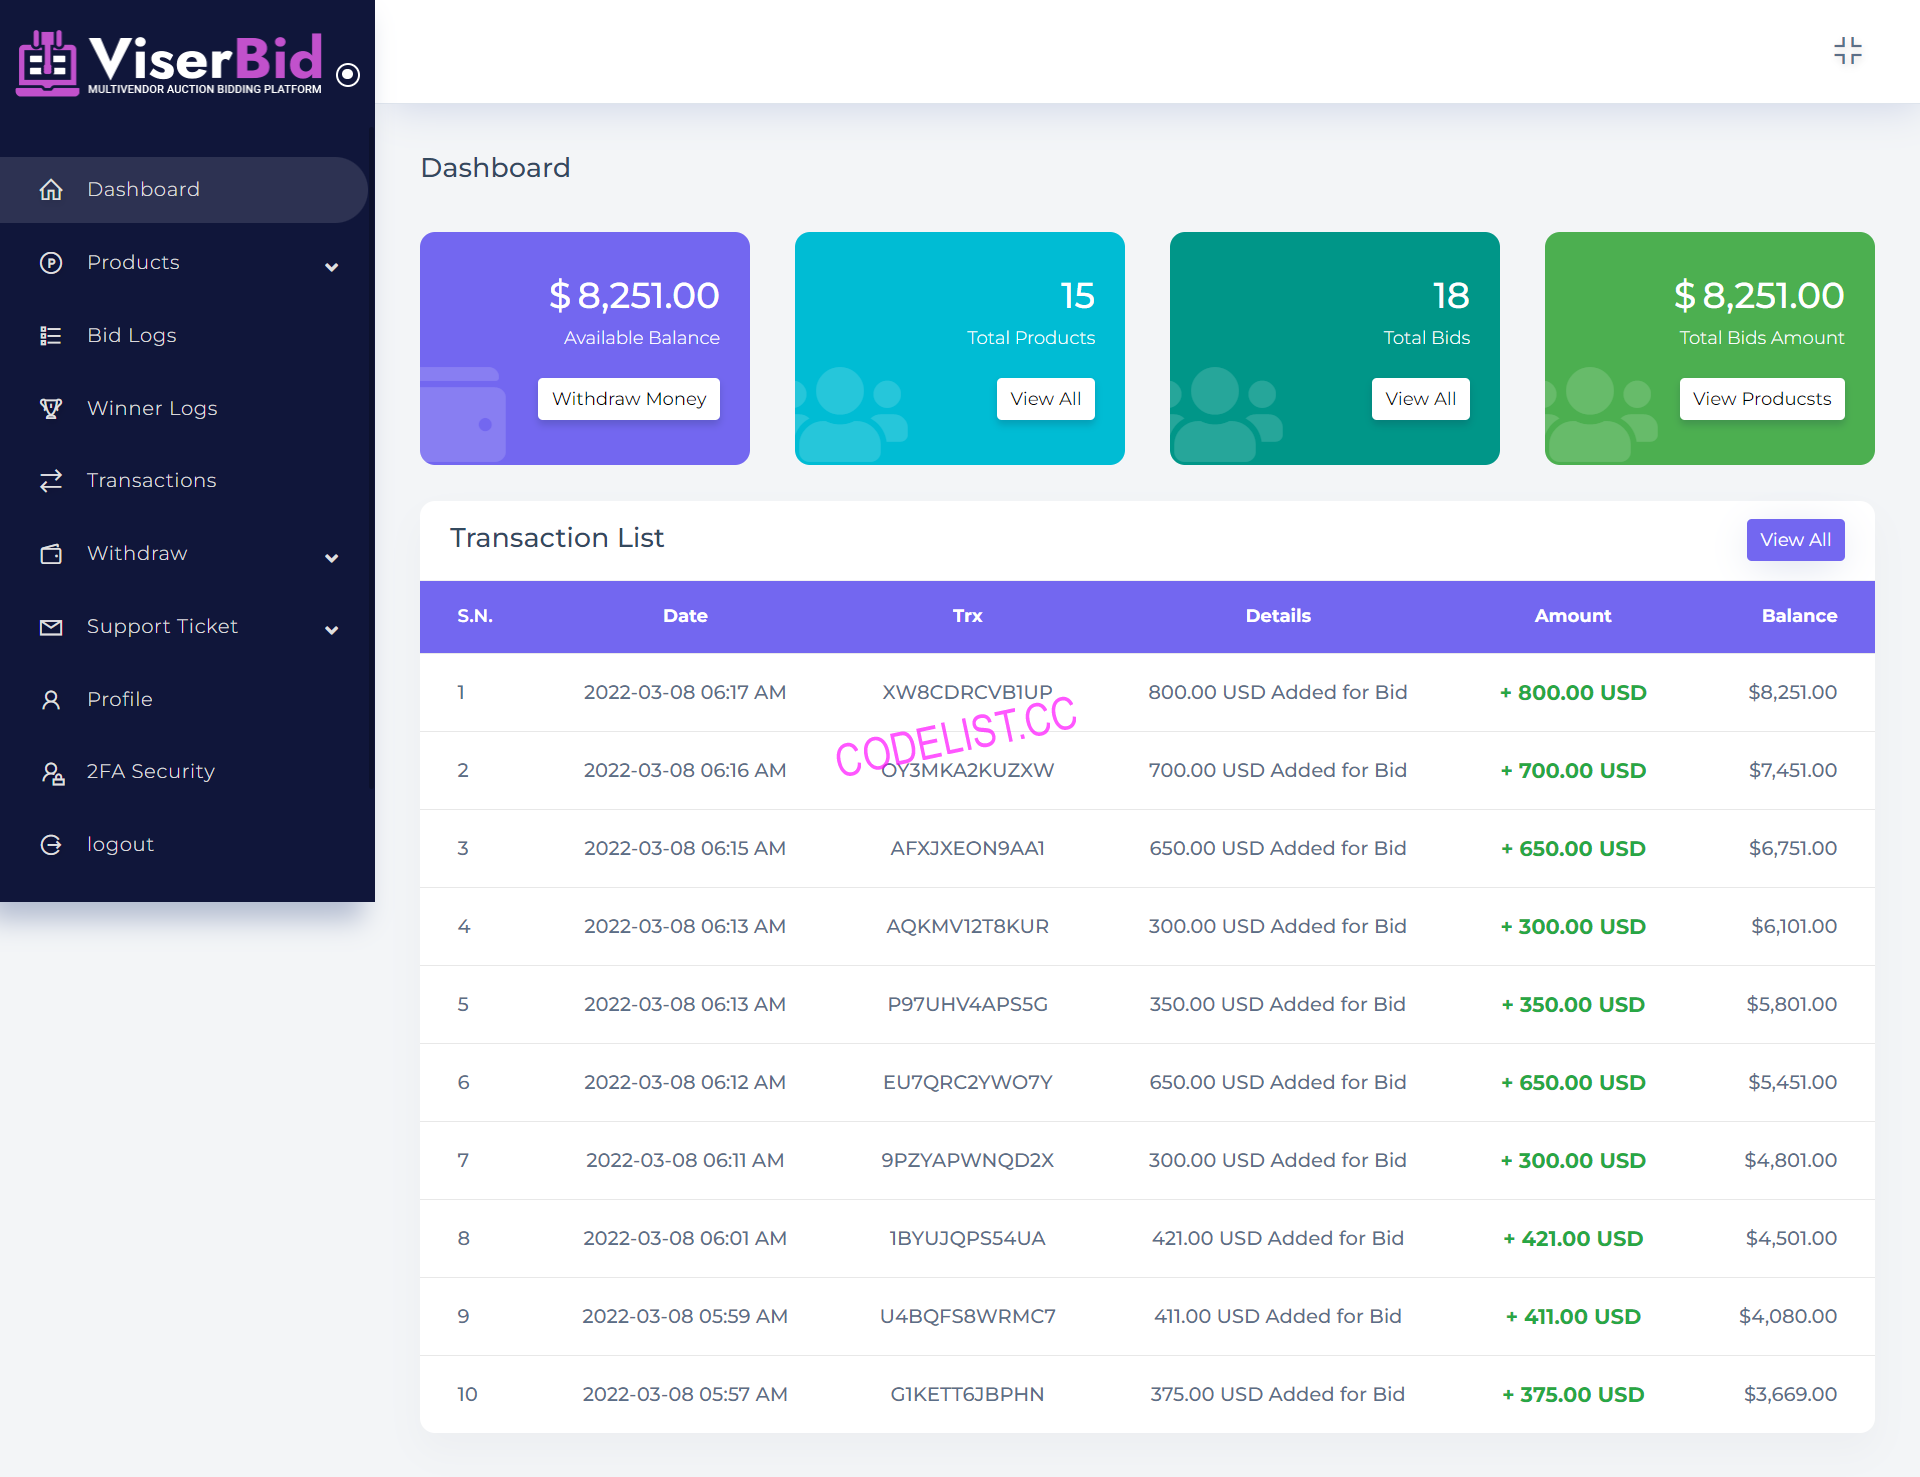 ViserBid
MULTIVENDOR AUCTION BIDDING PLATFORM
Dashboard
Products
Bid Logs
Winner Logs
Transactions
Withdraw
Support Ticket
Profile
2FA Security
logout
Dashboard
$ 8,251.00
Available Balance
Withdraw Money
15
Total Products
View All
18
Total Bids
View All
$ 8,251.00
Total Bids Amount
View Producsts
Transaction List
View All
S.N. Date Trx Details Amount Balance
1 2022-03-08 06:17 AM XW8CDRCVB1UP 800.00 USD Added for Bid + 800.00 USD $8,251.00
CODELIST.CC
2 2022-03-08 06:16 AM OY3MKA2KUZXW 700.00 USD Added for Bid + 700.00 USD $7,451.00
3 2022-03-08 06:15 AM AFXJXEON9AA1 650.00 USD Added for Bid + 650.00 USD $6,751.00
4 2022-03-08 06:13 AM AQKMV12T8KUR 300.00 USD Added for Bid + 300.00 USD $6,101.00
5 2022-03-08 06:13 AM P97UHV4APS5G 350.00 USD Added for Bid + 350.00 USD $5,801.00
6 2022-03-08 06:12 AM EU7QRC2YWO7Y 650.00 USD Added for Bid + 650.00 USD $5,451.00
7 2022-03-08 06:11 AM 9PZYAPWNQD2X 300.00 USD Added for Bid + 300.00 USD $4,801.00
8 2022-03-08 06:01 AM 1BYUJQPS54UA 421.00 USD Added for Bid + 421.00 USD $4,501.00
9 2022-03-08 05:59 AM U4BQFS8WRMC7 411.00 USD Added for Bid + 411.00 USD $4,080.00
10 2022-03-08 05:57 AM G1KETT6JBPHN 375.00 USD Added for Bid + 375.00 USD $3,669.00